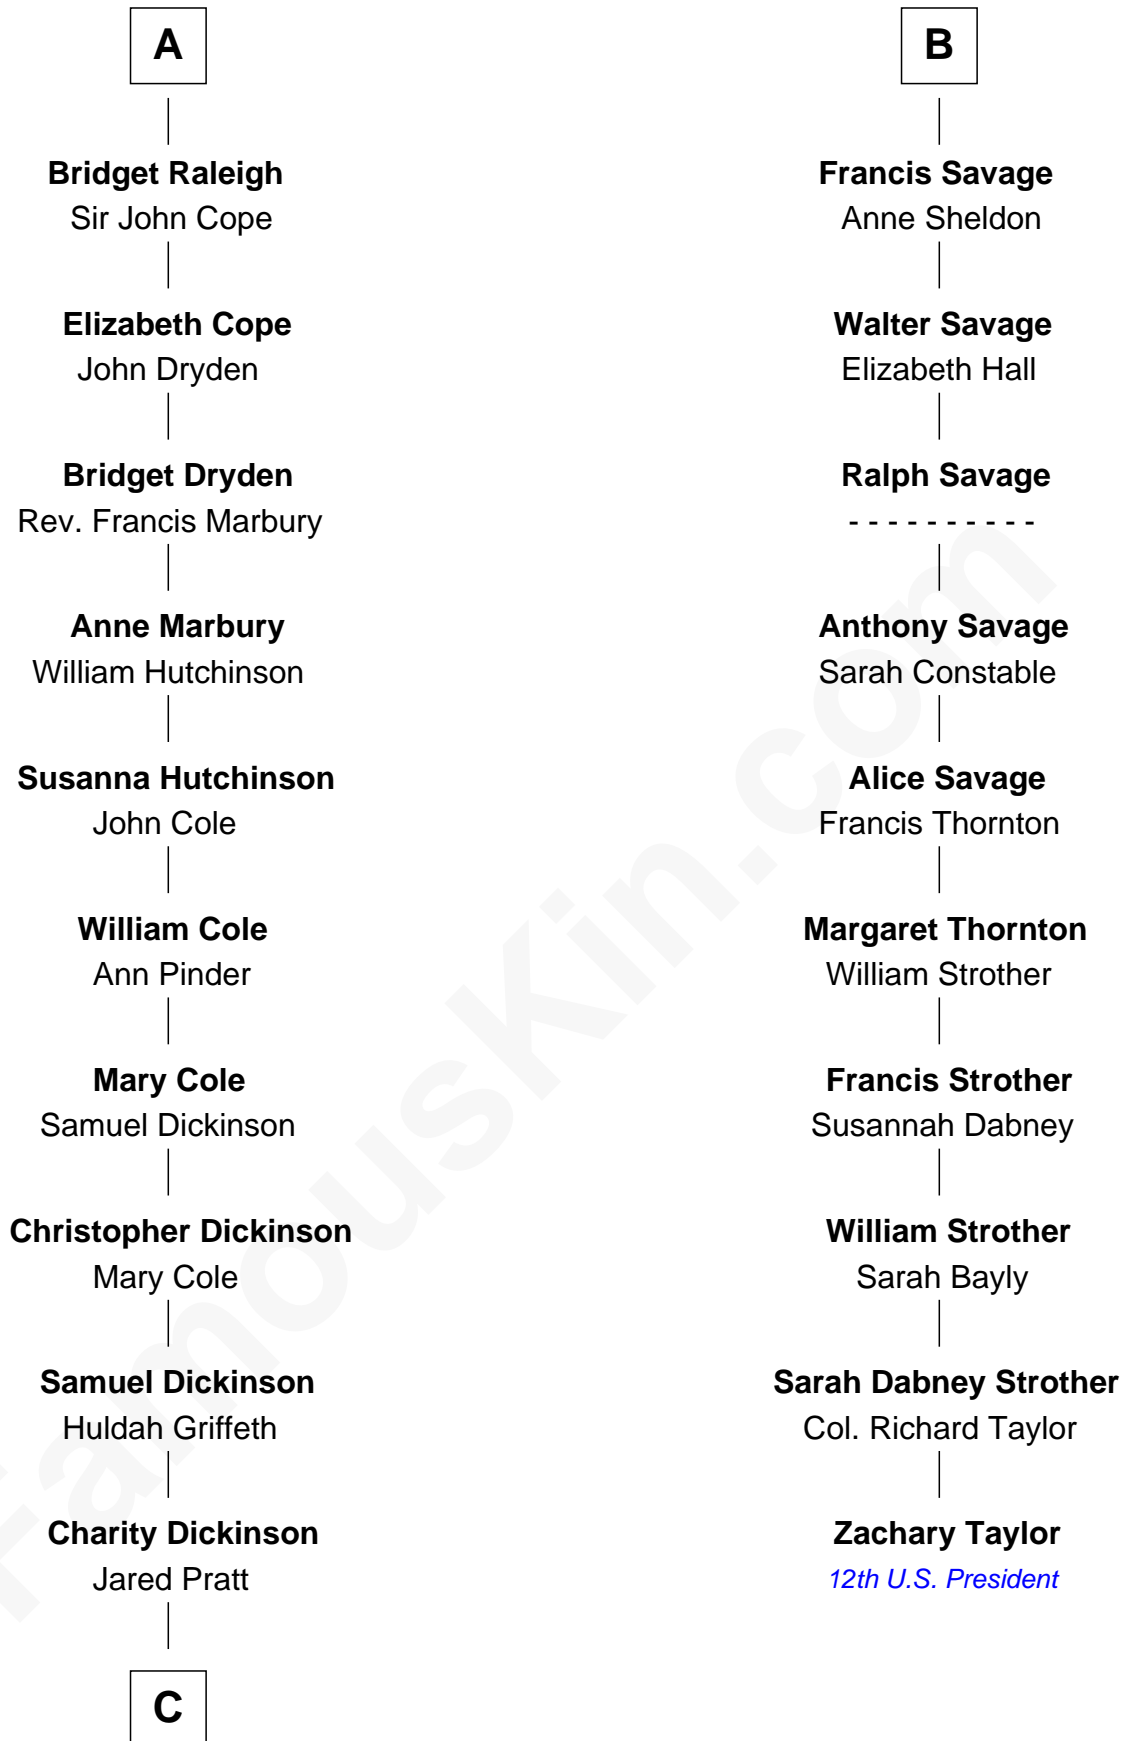 A
Bridget Raleigh
Sir John Cope
Elizabeth Cope
John Dryden
Bridget Dryden
Rev. Francis Marbury
Anne Marbury
William Hutchinson
Susanna Hutchinson
John Cole
William Cole
Ann Pinder
Mary Cole
Samuel Dickinson
Christopher Dickinson
Mary Cole
Samuel Dickinson
Huldah Griffeth
Charity Dickinson
Jared Pratt
C
B
Francis Savage
Anne Sheldon
Walter Savage
Elizabeth Hall
Ralph Savage
- - - - - - - - - -
Anthony Savage
Sarah Constable
Alice Savage
Francis Thornton
Margaret Thornton
William Strother
Francis Strother
Susannah Dabney
William Strother
Sarah Bayly
Sarah Dabney Strother
Col. Richard Taylor
Zachary Taylor
12th U.S. President
FamousKin.com